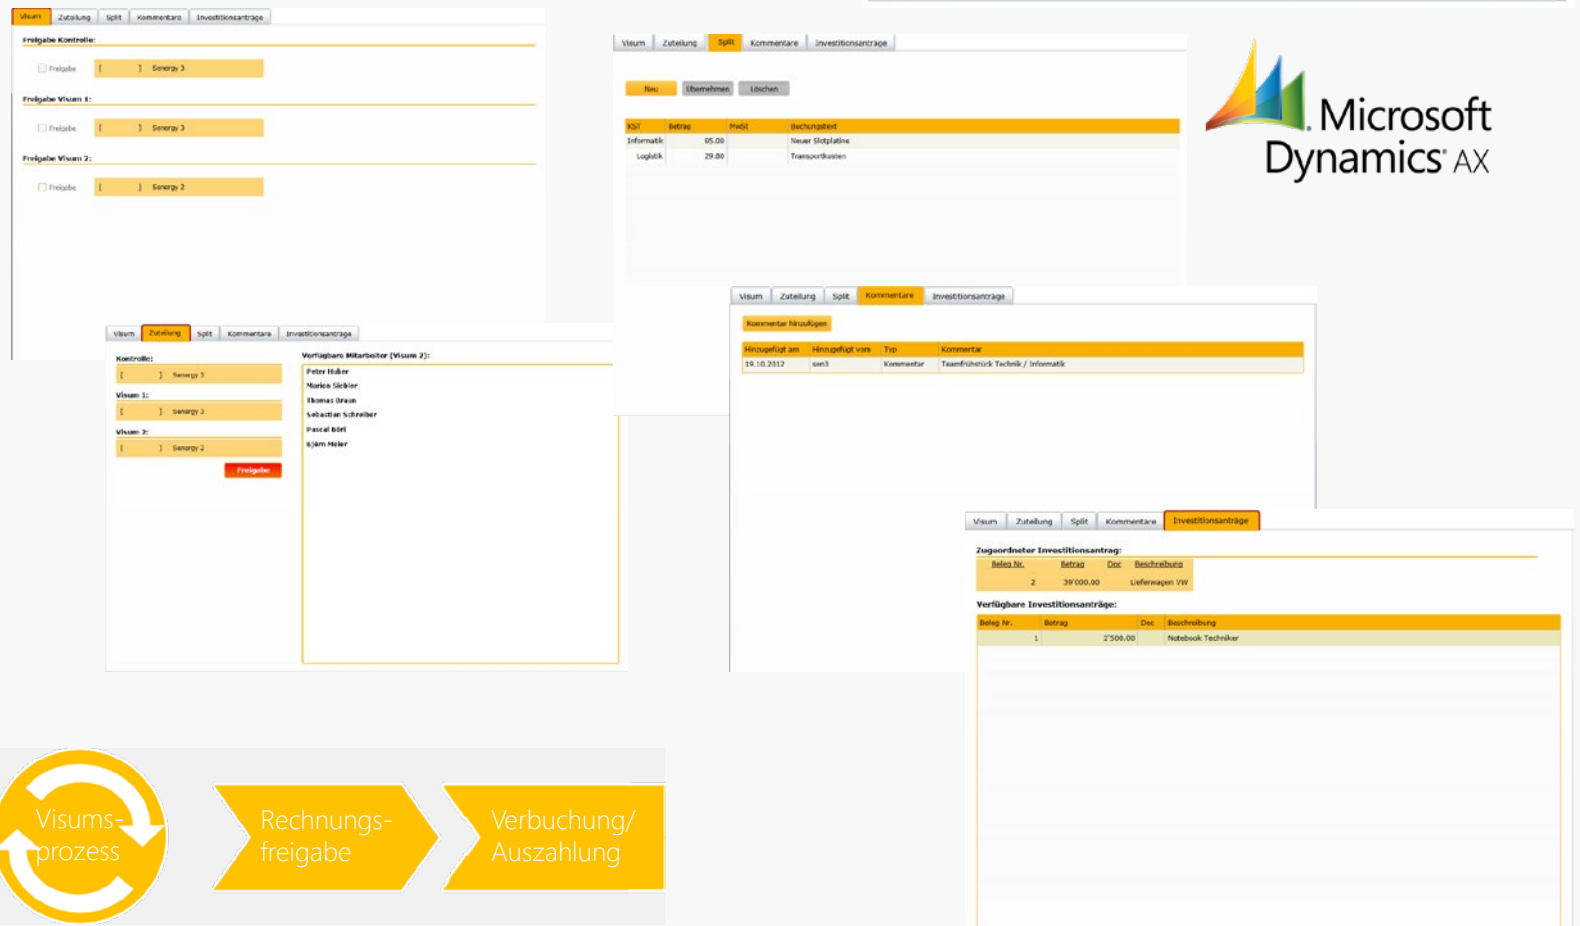 Visum Zuteilung Split Kommentare Investitionsanträge
Freigabe Kontrolle:
Freigabe [ ] Senergy 3
Freigabe Visum 1:
Freigabe [ ] Senergy 3
Freigabe Visum 2:
Freigabe [ ] Senergy 2
Visum Zuteilung Split Kommentare Investitionsanträge
Neu Übernehmen Löschen
KST Betrag MwSt Buchungstext
Informatik 95.00 Neuer Slotplatine
Logistik 29.80 Transportkosten
Microsoft
Dynamics® AX
Visum Zuteilung Split Kommentare Investitionsanträge
Kommentar hinzufügen
Hinzugefügt am Hinzugefügt vom Typ Kommentar
19.10.2012 sen3 Kommentar Teamfrühstück Technik / Informatik
Visum Zuteilung Split Kommentare Investitionsanträge
Kontrolle:
[ ] Senergy 3
Visum 1:
[ ] Senergy 3
Visum 2:
[ ] Senergy 2
Freigabe
Verfügbare Mitarbeiter (Visum 2):
Peter Huber
Marion Sichler
Thomas Braun
Sebastian Schreiber
Pascal Böri
Björn Meier
Visum Zuteilung Split Kommentare Investitionsanträge
Zugeordneter Investitionsantrag:
Beleg Nr. Betrag Doc Beschreibung
2 39'000.00 Lieferwagen VW
Verfügbare Investitionsanträge:
Beleg Nr. Betrag Doc Beschreibung
1 2'500.00 Notebook Techniker
Visums-
prozess
Rechnungs-
freigabe
Verbuchung/
Auszahlung